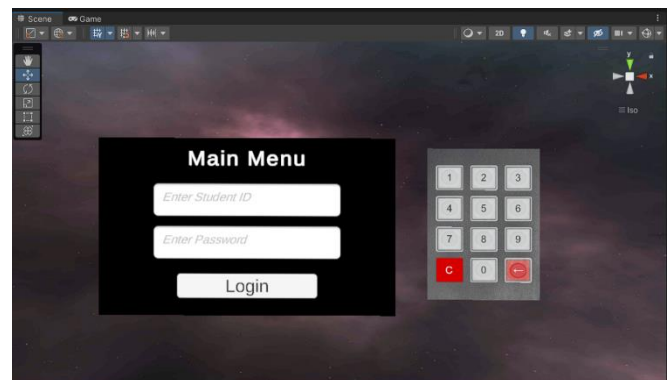 Scene Game
2D
y
x
Iso
Main Menu
Enter Student ID
Enter Password
Login
1 2 3
4 5 6
7 8 9
C 0